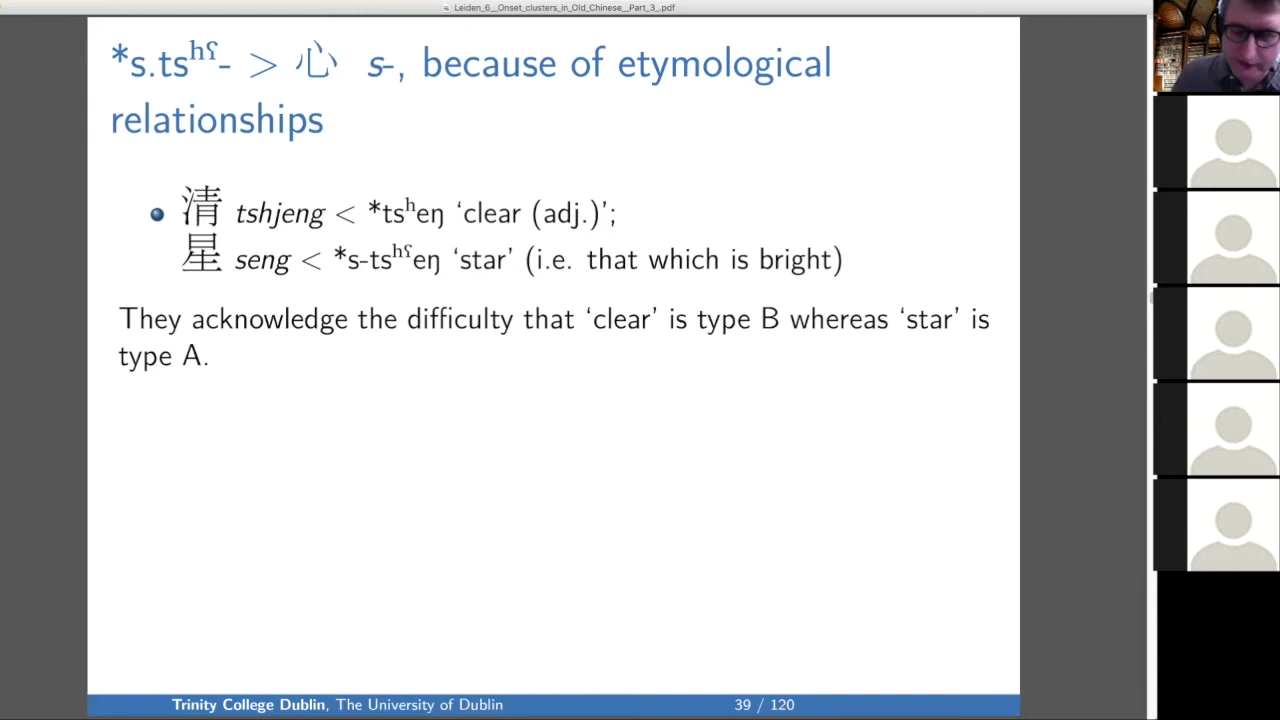 Leiden_6__Onset_clusters_in_Old_Chinese__Part_3_.pdf
*s.tsʰˤ- > 心 s-, because of etymological
relationships
清 tshjeng < *tsʰeŋ ‘clear (adj.)’;
星 seng < *s-tsʰˤeŋ ‘star’ (i.e. that which is bright)
They acknowledge the difficulty that ‘clear’ is type B whereas ‘star’ is
type A.
Trinity College Dublin, The University of Dublin
39 / 120